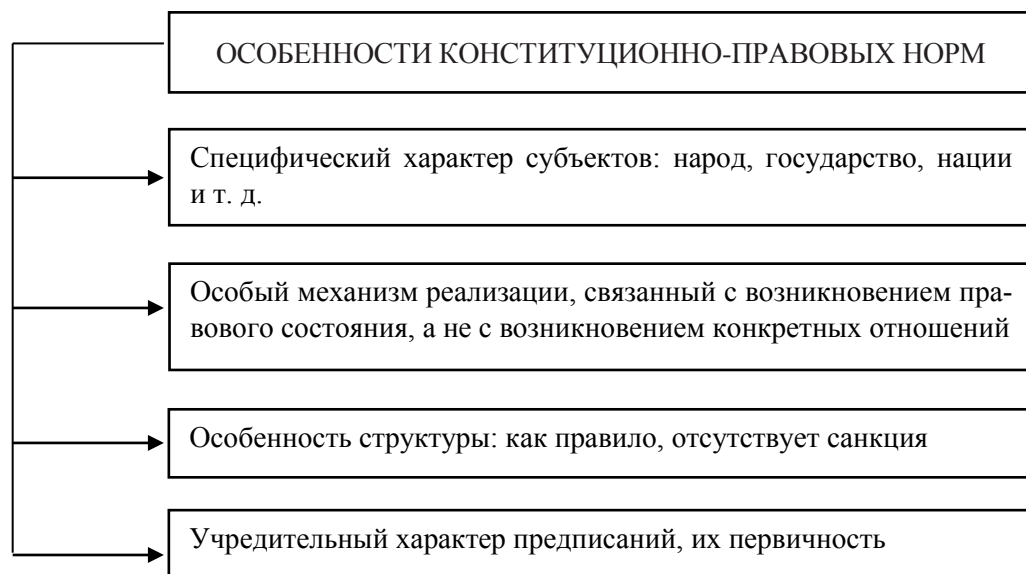 ОСОБЕННОСТИ КОНСТИТУЦИОННО-ПРАВОВЫХ НОРМ
Специфический характер субъектов: народ, государство, нации
и т. д.
Особый механизм реализации, связанный с возникновением пра-
вового состояния, а не с возникновением конкретных отношений
Особенность структуры: как правило, отсутствует санкция
Учредительный характер предписаний, их первичность